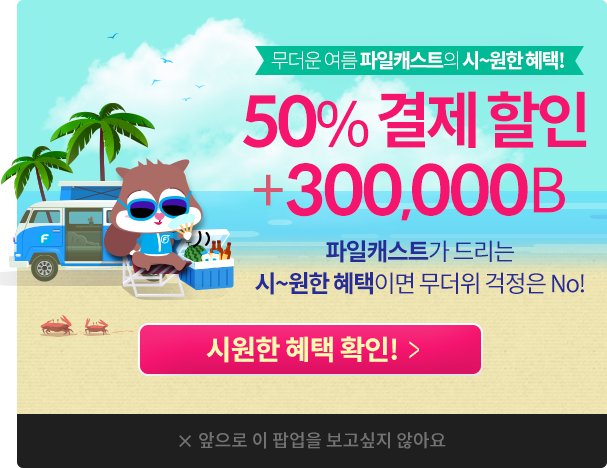 무더운 여름 파일캐스트의 시~원한 혜택!
50% 결제 할인
+300,000B
파일캐스트가 드리는
시~원한 혜택이면 무더위 걱정은 No!
F
시원한 혜택 확인! >
× 앞으로 이 팝업을 보고싶지 않아요